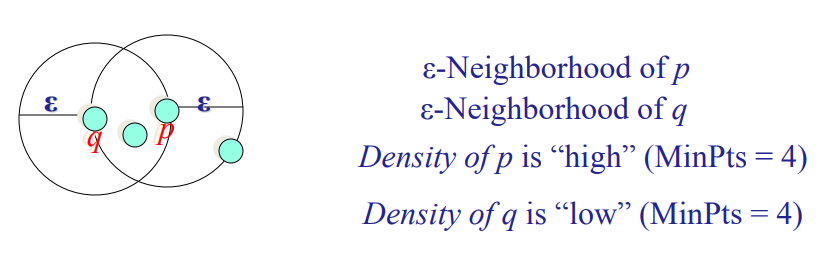 ε
ε
q
p
ε-Neighborhood of p
ε-Neighborhood of q
Density of p is “high” (MinPts = 4)
Density of q is “low” (MinPts = 4)